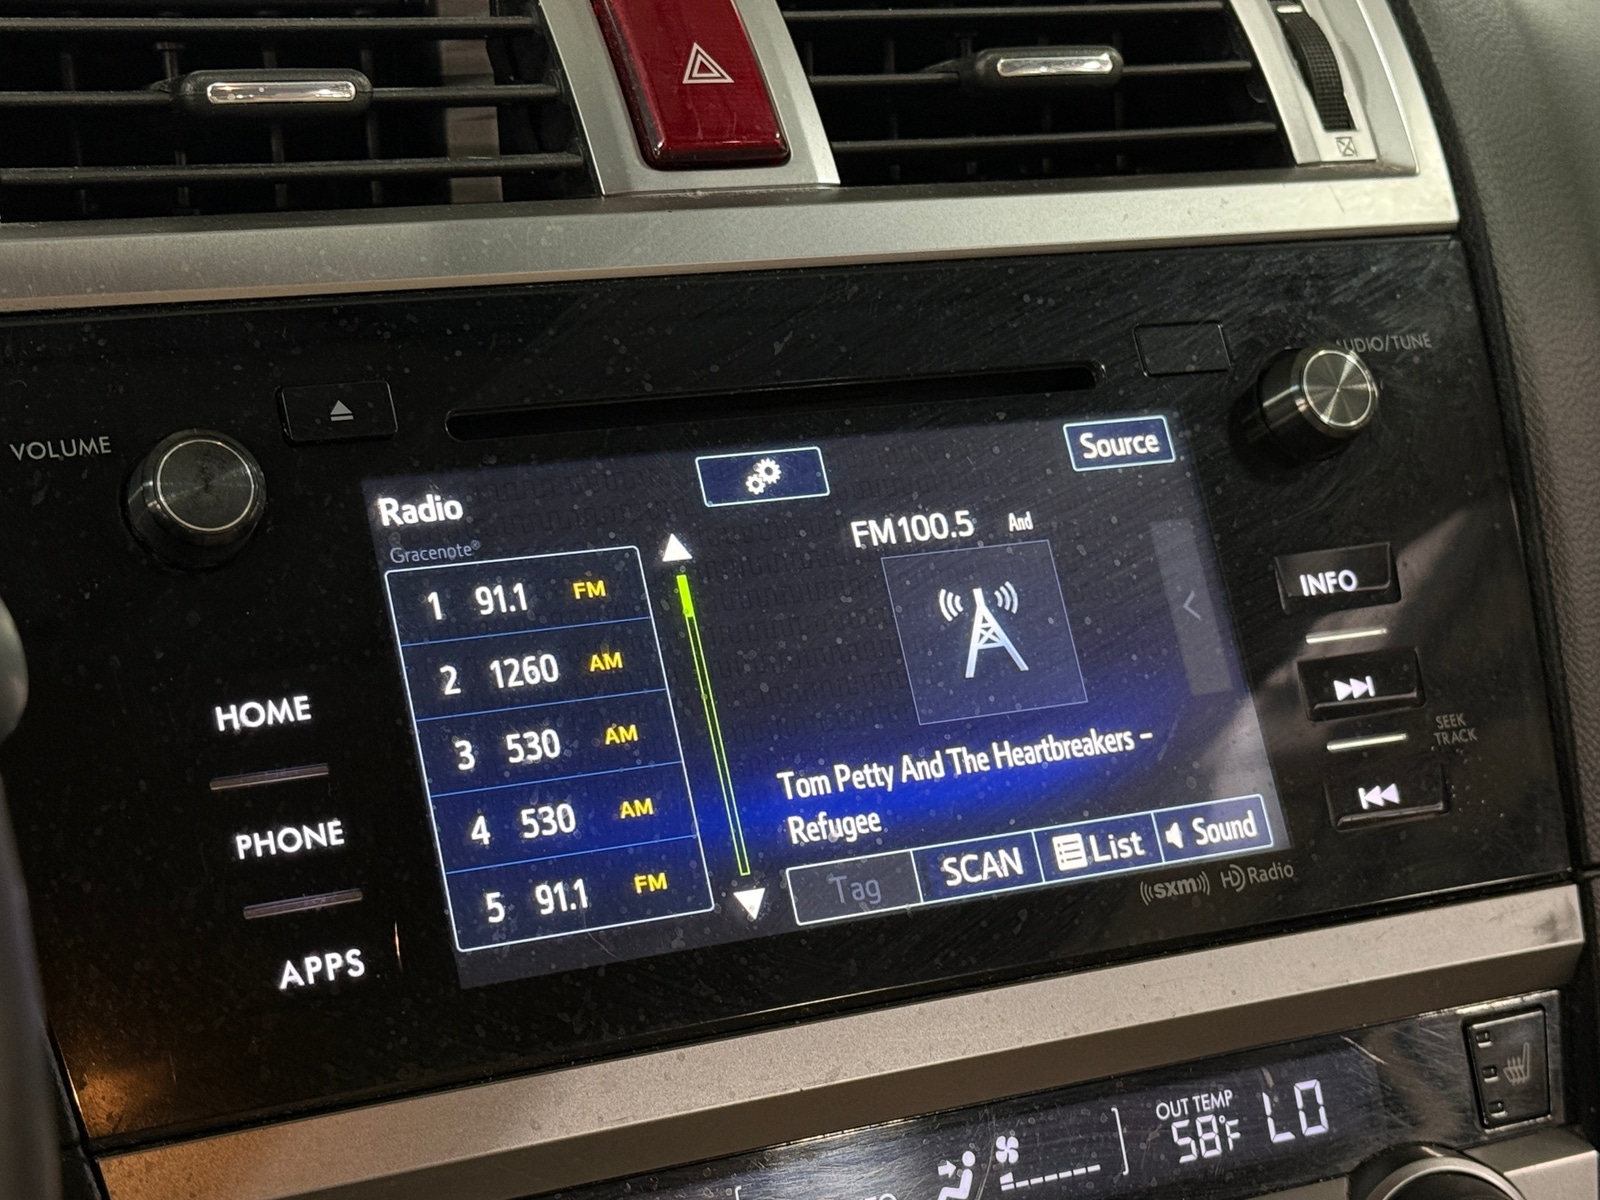 VOLUME
AUDIO/TUNE
Source
Radio
FM100.5 And
Gracenote®
1 91.1 FM
2 1260 AM
3 530 AM
4 530 AM
5 91.1 FM
Tom Petty And The Heartbreakers –
Refugee
Tag SCAN List Sound
HOME
PHONE
APPS
INFO
SEEK
TRACK
((sxm)) HD Radio
OUT TEMP
58°F LO